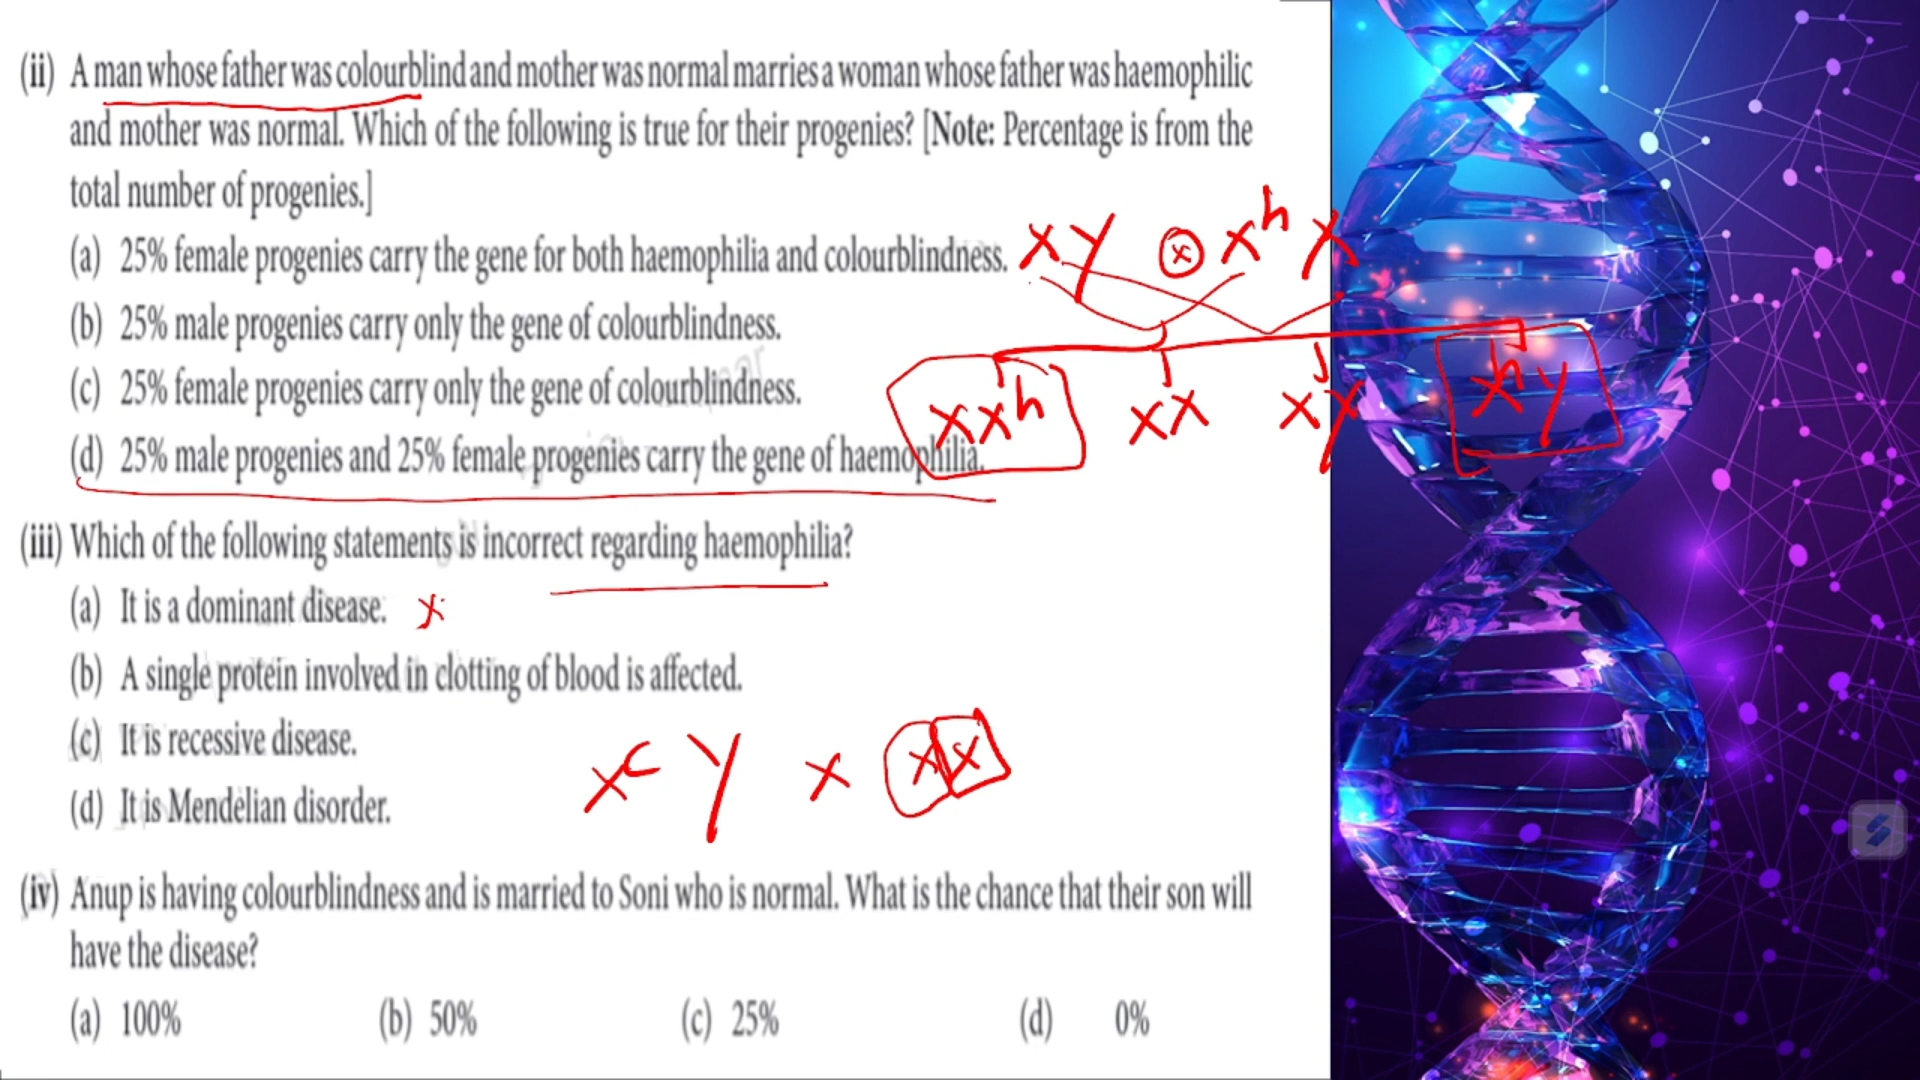 (ii) A man whose father was colourblind and mother was normal marries a woman whose father was haemophilic
and mother was normal. Which of the following is true for their progenies? [Note: Percentage is from the
total number of progenies.]
(a) 25% female progenies carry the gene for both haemophilia and colourblindness.
xy ⓧ xʰ x
(b) 25% male progenies carry only the gene of colourblindness.
(c) 25% female progenies carry only the gene of colourblindness.
xxʰ xx xy xʰy
(d) 25% male progenies and 25% female progenies carry the gene of haemophilia.
(iii) Which of the following statements is incorrect regarding haemophilia?
(a) It is a dominant disease. x
(b) A single protein involved in clotting of blood is affected.
(c) It is recessive disease.
xᶜ y x xx
(d) It is Mendelian disorder.
(iv) Anup is having colourblindness and is married to Soni who is normal. What is the chance that their son will
have the disease?
(a) 100% (b) 50% (c) 25% (d) 0%